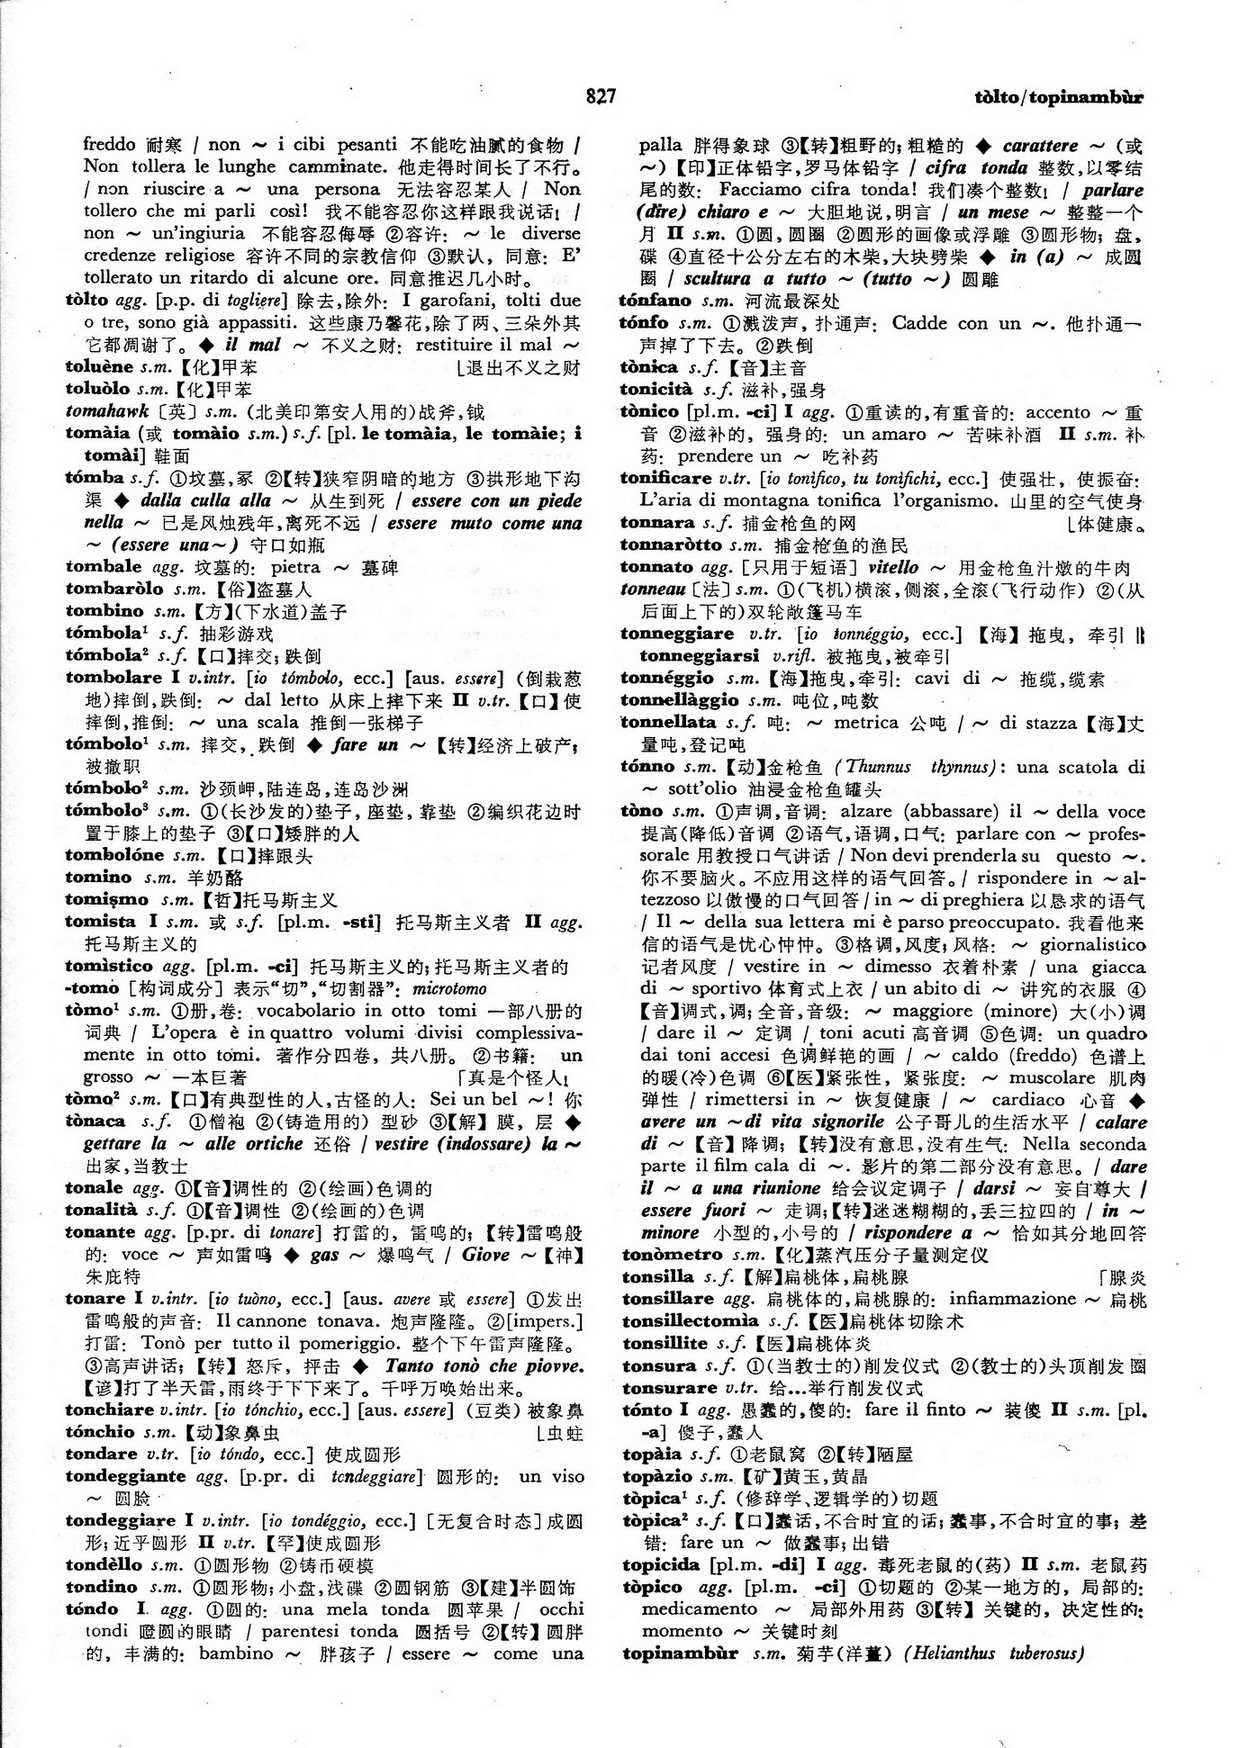 827
tòlto/topinambùr
freddo 耐寒 / non ~ i cibi pesanti 不能吃油腻的食物 /
Non tollera le lunghe camminate. 他走得时间长了不行。
/ non riuscire a ~ una persona 无法容忍某人 / Non
tollero che mi parli così! 我不能容忍你这样跟我说话! /
non ~ un'ingiuria 不能容忍侮辱 ②容许: ~ le diverse
credenze religiose 容许不同的宗教信仰 ③默认, 同意: E'
tollerato un ritardo di alcune ore. 同意推迟几小时。
tòlto agg. [p.p. di togliere] 除去,除外: I garofani, tolti due
o tre, sono già appassiti. 这些康乃馨花,除了两、三朵外其
它都凋谢了。◆ il mal ~ 不义之财: restituire il mal ~
toluène s.m.【化】甲苯 ⌊退出不义之财
toluòlo s.m.【化】甲苯
tomahawk〔英〕s.m. (北美印第安人用的)战斧,钺
tomàia (或 tomàio s.m.) s.f. [pl. le tomàia, le tomàie; i
tomài] 鞋面
tómba s.f. ①坟墓,冢 ②【转】狭窄阴暗的地方 ③拱形地下沟
渠 ◆ dalla culla alla ~ 从生到死 / essere con un piede
nella ~ 已是风烛残年,离死不远 / essere muto come una
~ (essere una~) 守口如瓶
tombale agg. 坟墓的: pietra ~ 墓碑
tombaròlo s.m.【俗】盗墓人
tombino s.m.【方】(下水道)盖子
tómbola¹ s.f. 抽彩游戏
tómbola² s.f.【口】摔交;跌倒
tombolare I v.intr. [io tómbolo, ecc.] [aus. essere] (倒栽葱
地)摔倒,跌倒: ~ dal letto 从床上摔下来 II v.tr.【口】使
摔倒,推倒: ~ una scala 推倒一张梯子
tómbolo¹ s.m. 摔交, 跌倒 ◆ fare un ~【转】经济上破产;
被撤职
tómbolo² s.m. 沙颈岬,陆连岛,连岛沙洲
tómbolo³ s.m. ①(长沙发的)垫子, 座垫, 靠垫 ②编织花边时
置于膝上的垫子 ③【口】矮胖的人
tombolóne s.m.【口】摔跟头
tomino s.m. 羊奶酪
tomismo s.m.【哲】托马斯主义
tomista I s.m. 或 s.f. [pl.m. -sti] 托马斯主义者 II agg.
托马斯主义的
tomìstico agg. [pl.m. -ci] 托马斯主义的;托马斯主义者的
-tomo [构词成分] 表示“切”,“切割器”: microtomo
tòmo¹ s.m. ①册,卷: vocabolario in otto tomi 一部八册的
词典 / L'opera è in quattro volumi divisi complessiva-
mente in otto tomi. 著作分四卷, 共八册。②书籍: un
grosso ~ 一本巨著 ⌈真是个怪人!
tòmo² s.m.【口】有典型性的人,古怪的人: Sei un bel ~! 你
tònaca s.f. ①僧袍 ②(铸造用的) 型砂 ③【解】膜, 层 ◆
gettare la ~ alle ortiche 还俗 / vestire (indossare) la ~
出家,当教士
tonale agg. ①【音】调性的 ②(绘画)色调的
tonalità s.f. ①【音】调性 ②(绘画的)色调
tonante agg. [p.pr. di tonare] 打雷的, 雷鸣的;【转】雷鸣般
的: voce ~ 声如雷鸣 ◆ gas ~ 爆鸣气 / Giove ~【神】
朱庇特
tonare I v.intr. [io tuòno, ecc.] [aus. avere 或 essere] ①发出
雷鸣般的声音: Il cannone tonava. 炮声隆隆。②[impers.]
打雷: Tonò per tutto il pomeriggio. 整个下午雷声隆隆。
③高声讲话;【转】怒斥, 抨击 ◆ Tanto tonò che piovve.
【谚】打了半天雷,雨终于下下来了。千呼万唤始出来。
tonchiare v.intr. [io tónchio, ecc.] [aus. essere] (豆类) 被象鼻
tónchio s.m.【动】象鼻虫 ⌊虫蛀
tondare v.tr. [io tóndo, ecc.] 使成圆形
tondeggiante agg. [p.pr. di tondeggiare] 圆形的: un viso
~ 圆脸
tondeggiare I v.intr. [io tondéggio, ecc.] [无复合时态] 成圆
形;近乎圆形 II v.tr.【罕】使成圆形
tondèllo s.m. ①圆形物 ②铸币硬模
tondino s.m. ①圆形物;小盘,浅碟 ②圆钢筋 ③【建】半圆饰
tóndo I agg. ①圆的: una mela tonda 圆苹果 / occhi
tondi 瞪圆的眼睛 / parentesi tonda 圆括号 ②【转】圆胖
的, 丰满的: bambino ~ 胖孩子 / essere ~ come una
palla 胖得象球 ③【转】粗野的;粗糙的 ◆ carattere ~ (或
~)【印】正体铅字,罗马体铅字 / cifra tonda 整数,以零结
尾的数: Facciamo cifra tonda! 我们凑个整数! / parlare
(dire) chiaro e ~ 大胆地说,明言 / un mese ~ 整整一个
月 II s.m. ①圆, 圆圈 ②圆形的画像或浮雕 ③圆形物; 盘,
碟 ④直径十公分左右的木柴,大块劈柴 ◆ in (a) ~ 成圆
圈 / scultura a tutto ~ (tutto ~) 圆雕
tónfano s.m. 河流最深处
tónfo s.m. ①溅泼声, 扑通声: Cadde con un ~. 他扑通一
声掉了下去。②跌倒
tònica s.f.【音】主音
tonicità s.f. 滋补,强身
tònico [pl.m. -ci] I agg. ①重读的,有重音的: accento ~ 重
音 ②滋补的, 强身的: un amaro ~ 苦味补酒 II s.m. 补
药: prendere un ~ 吃补药
tonificare v.tr. [io tonìfico, tu tonìfichi, ecc.] 使强壮, 使振奋:
L'aria di montagna tonifica l'organismo. 山里的空气使身
tonnara s.f. 捕金枪鱼的网 ⌊体健康。
tonnaròtto s.m. 捕金枪鱼的渔民
tonnato agg. [只用于短语] vitello ~ 用金枪鱼汁燉的牛肉
tonneau〔法〕s.m. ①(飞机)横滚,侧滚,全滚(飞行动作) ②(从
后面上下的)双轮敞篷马车
tonneggiare v.tr. [io tonnéggio, ecc.]【海】拖曳, 牵引 ‖
tonneggiarsi v.rifl. 被拖曳,被牵引
tonnéggio s.m.【海】拖曳,牵引: cavi di ~ 拖缆,缆索
tonnellàggio s.m. 吨位,吨数
tonnellata s.f. 吨: ~ metrica 公吨 / ~ di stazza【海】丈
量吨,登记吨
tónno s.m.【动】金枪鱼 (Thunnus thynnus): una scatola di
~ sott'olio 油浸金枪鱼罐头
tòno s.m. ①声调,音调: alzare (abbassare) il ~ della voce
提高(降低)音调 ②语气,语调,口气: parlare con ~ profes-
sorale 用教授口气讲话 / Non devi prenderla su questo ~.
你不要脑火。不应用这样的语气回答。/ rispondere in ~ al-
tezzoso 以傲慢的口气回答 / in ~ di preghiera 以恳求的语气
/ Il ~ della sua lettera mi è parso preoccupato. 我看他来
信的语气是忧心忡忡。③格调,风度;风格: ~ giornalistico
记者风度 / vestire in ~ dimesso 衣着朴素 / una giacca
di ~ sportivo 体育式上衣 / un abito di ~ 讲究的衣服 ④
【音】调式,调;全音,音级: ~ maggiore (minore) 大(小)调
/ dare il ~ 定调 / toni acuti 高音调 ⑤色调: un quadro
dai toni accesi 色调鲜艳的画 / ~ caldo (freddo) 色谱上
的暖(冷)色调 ⑥【医】紧张性, 紧张度: ~ muscolare 肌肉
弹性 / rimettersi in ~ 恢复健康 / ~ cardiaco 心音 ◆
avere un ~ di vita signorile 公子哥儿的生活水平 / calare
di ~【音】降调;【转】没有意思,没有生气: Nella seconda
parte il film cala di ~. 影片的第二部分没有意思。/ dare
il ~ a una riunione 给会议定调子 / darsi ~ 妄自尊大 /
essere fuori ~ 走调;【转】迷迷糊糊的,丢三拉四的 / in ~
minore 小型的,小号的 / rispondere a ~ 恰如其分地回答
tonòmetro s.m.【化】蒸汽压分子量测定仪
tonsilla s.f.【解】扁桃体,扁桃腺 ⌈腺炎
tonsillare agg. 扁桃体的,扁桃腺的: infiammazione ~ 扁桃
tonsillectomìa s.f.【医】扁桃体切除术
tonsillite s.f.【医】扁桃体炎
tonsura s.f. ①(当教士的)削发仪式 ②(教士的)头顶削发圈
tonsurare v.tr. 给…举行削发仪式
tónto I agg. 愚蠢的,傻的: fare il finto ~ 装傻 II s.m. [pl.
-a] 傻子,蠢人
topàia s.f. ①老鼠窝 ②【转】陋屋
topàzio s.m.【矿】黄玉,黄晶
tòpica¹ s.f. (修辞学、逻辑学的)切题
tòpica² s.f.【口】蠢话,不合时宜的话;蠢事,不合时宜的事; 差
错: fare un ~ 做蠢事;出错
topicida [pl.m. -di] I agg. 毒死老鼠的(药) II s.m. 老鼠药
tòpico agg. [pl.m. -ci] ①切题的 ②某一地方的, 局部的:
medicamento ~ 局部外用药 ③【转】关键的, 决定性的:
momento ~ 关键时刻
topinambùr s.m. 菊芋(洋薑) (Helianthus tuberosus)